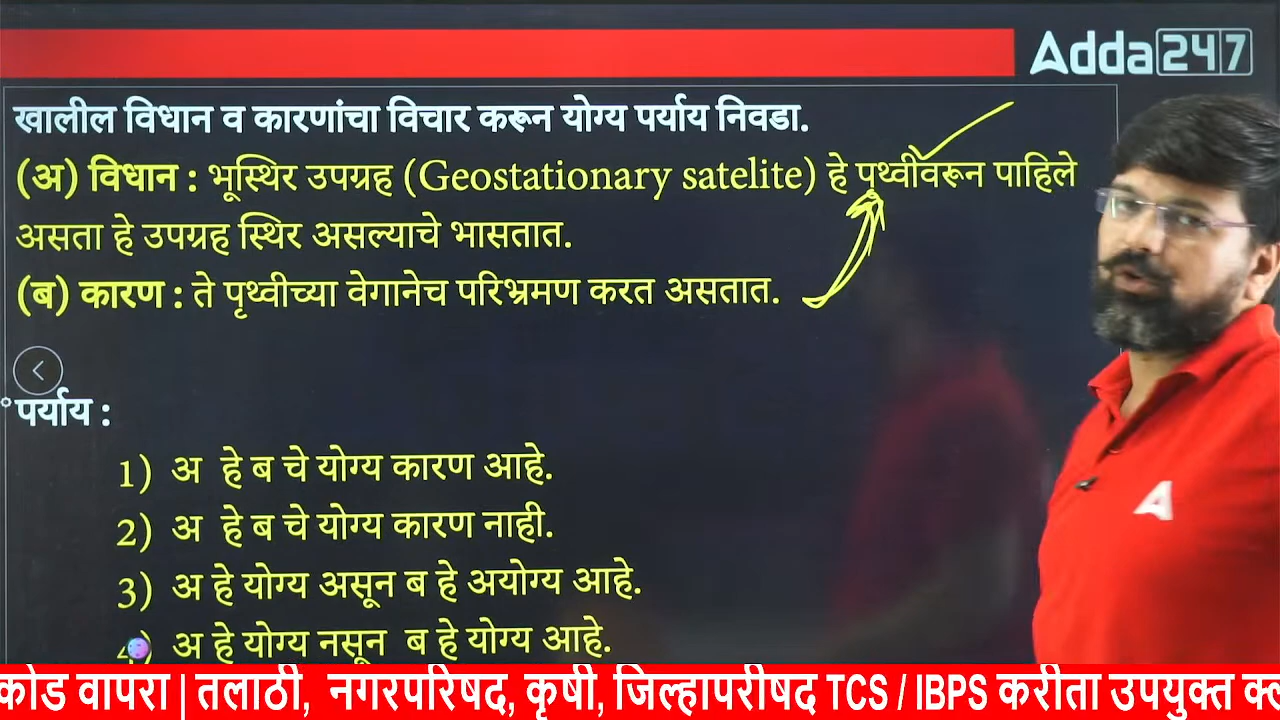 Adda247
खालील विधान व कारणांचा विचार करून योग्य पर्याय निवडा.
(अ) विधान : भूस्थिर उपग्रह (Geostationary satelite) हे पृथ्वीवरून पाहिले
असता हे उपग्रह स्थिर असल्याचे भासतात.
(ब) कारण : ते पृथ्वीच्या वेगानेच परिभ्रमण करत असतात.
पर्याय :
1) अ हे ब चे योग्य कारण आहे.
2) अ हे ब चे योग्य कारण नाही.
3) अ हे योग्य असून ब हे अयोग्य आहे.
4) अ हे योग्य नसून ब हे योग्य आहे.
कोड वापरा | तलाठी, नगरपरिषद, कृषी, जिल्हापरीषद TCS / IBPS करीता उपयुक्त